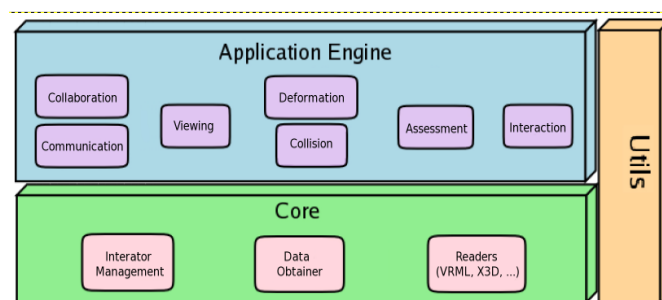 Application Engine
Collaboration
Communication
Viewing
Deformation
Collision
Assessment
Interaction
Utils
Core
Interator
Management
Data
Obtainer
Readers
(VRML, X3D, ...)